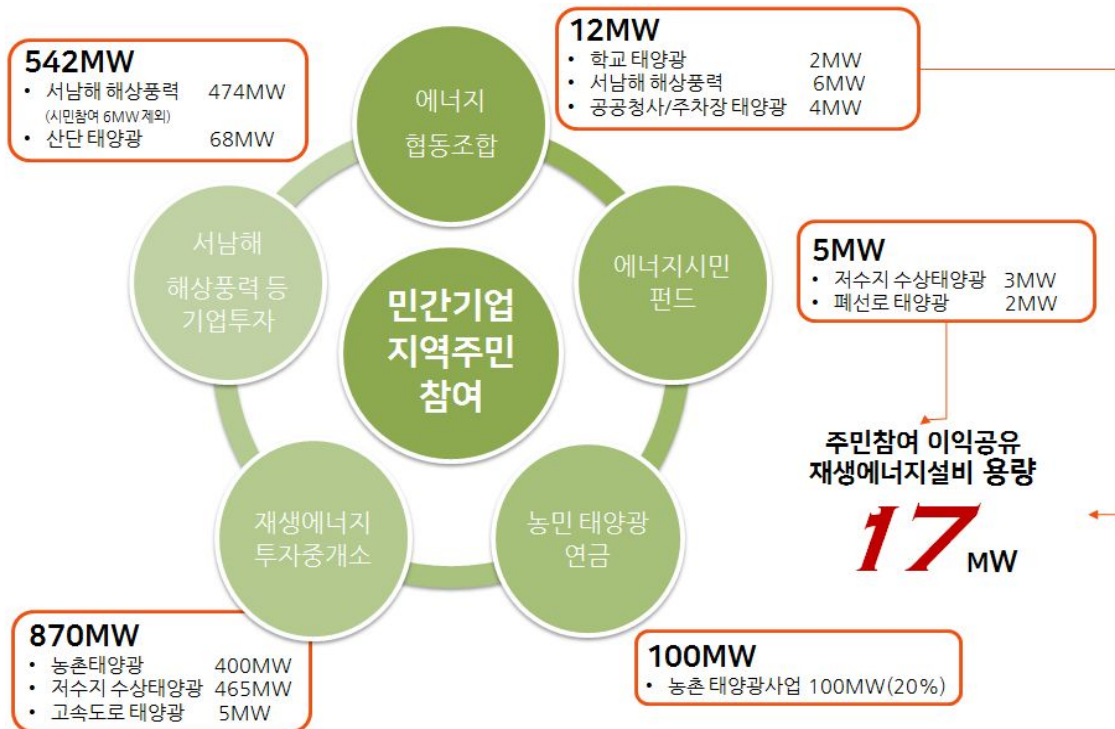 542MW
• 서남해 해상풍력 474MW
(시민참여 6MW 제외)
• 산단 태양광 68MW
12MW
• 학교 태양광 2MW
• 서남해 해상풍력 6MW
• 공공청사/주차장 태양광 4MW
에너지
협동조합
서남해
해상풍력 등
기업투자
에너지시민
펀드
민간기업
지역주민
참여
5MW
• 저수지 수상태양광 3MW
• 폐선로 태양광 2MW
주민참여 이익공유
재생에너지설비 용량
17 MW
재생에너지
투자중개소
농민 태양광
연금
870MW
• 농촌태양광 400MW
• 저수지 수상태양광 465MW
• 고속도로 태양광 5MW
100MW
• 농촌 태양광사업 100MW(20%)